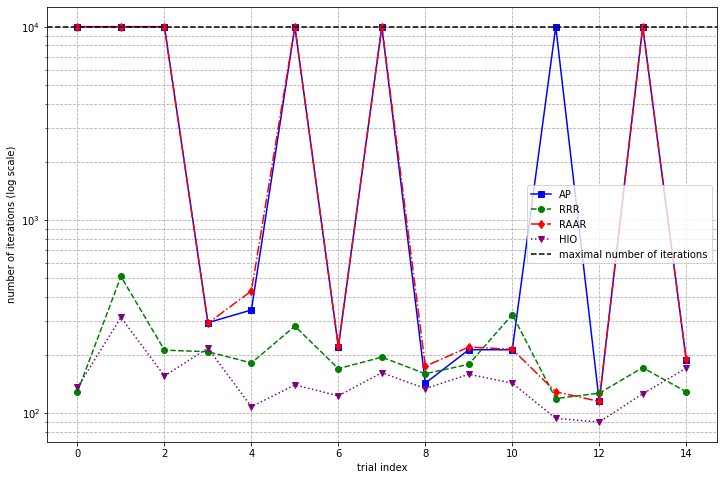 10⁴
10³
10²
number of iterations (log scale)
AP
RRR
RAAR
HIO
maximal number of iterations
0 2 4 6 8 10 12 14
trial index